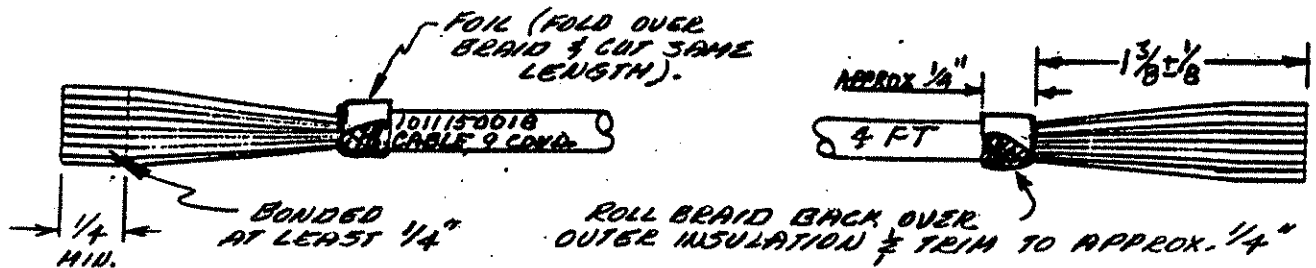 FOIL (FOLD OVER
BRAID & CUT SAME
LENGTH).
APPROX 1/4"
1 3/8 ± 1/8
101115001B
CABLE 9 COND.
4 FT
1/4
MIN.
BONDED
AT LEAST 1/4"
ROLL BRAID BACK OVER
OUTER INSULATION & TRIM TO APPROX. 1/4"